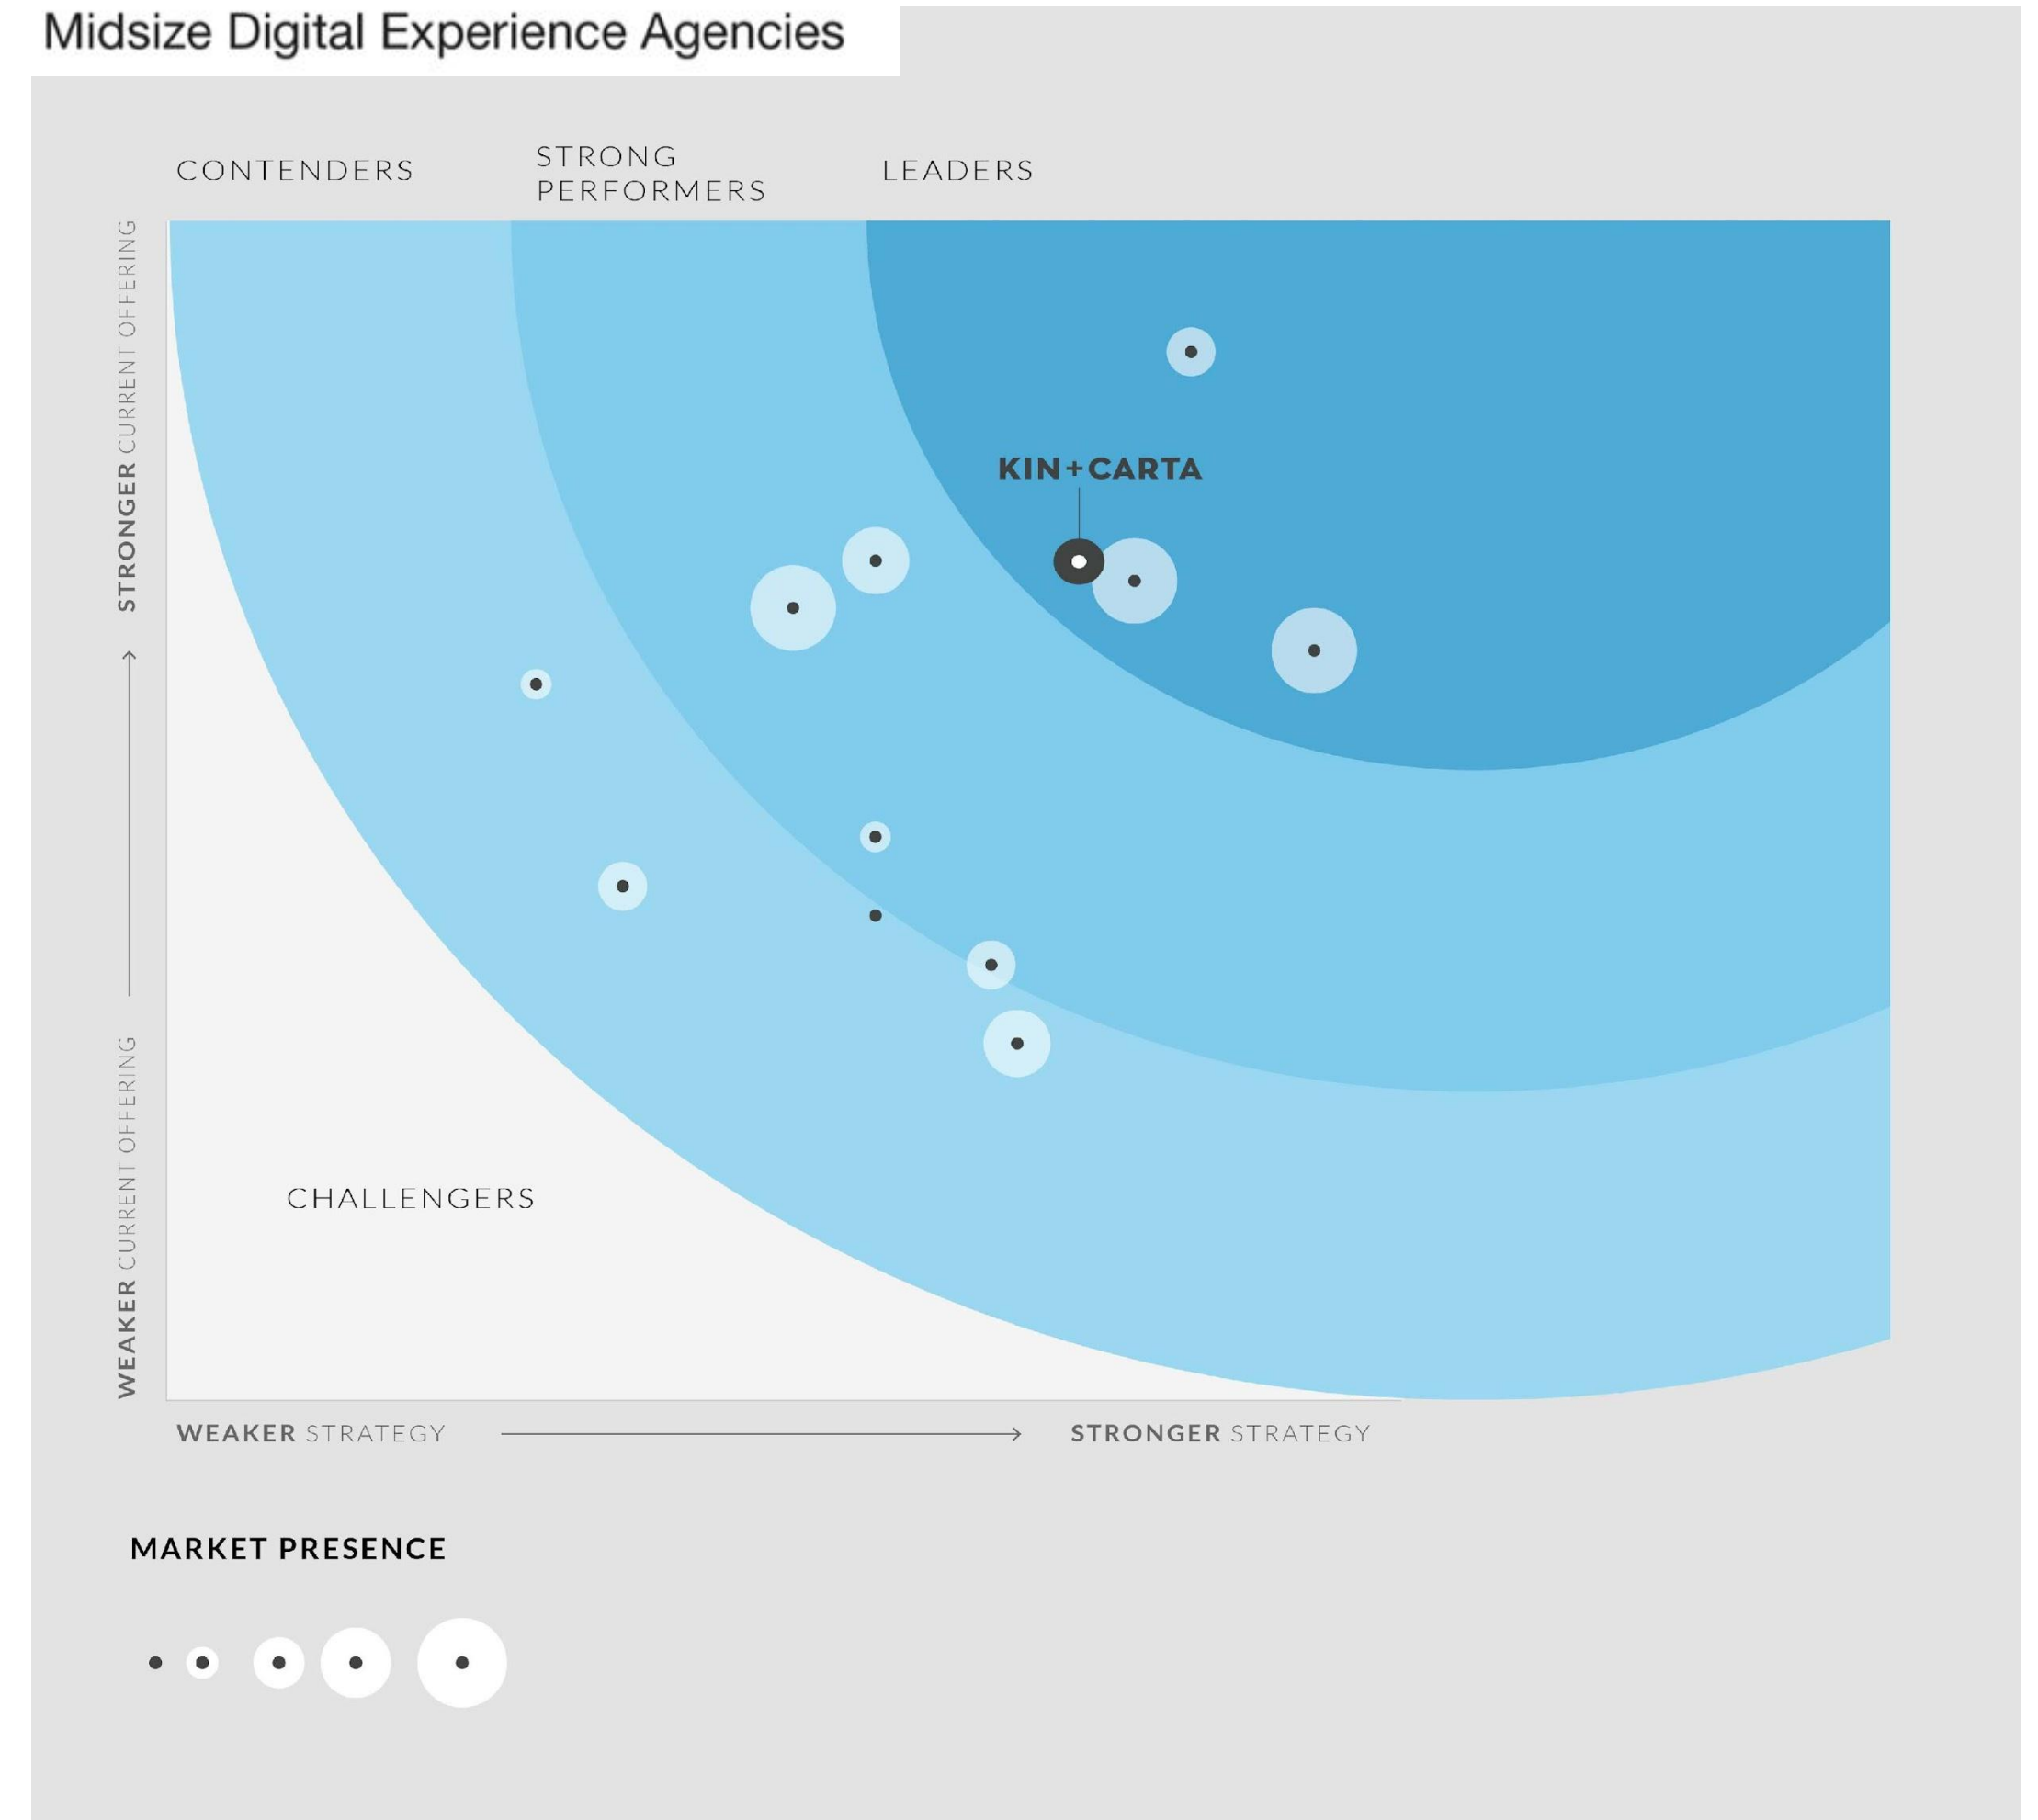 Midsize Digital Experience Agencies
CONTENDERS
STRONG
PERFORMERS
LEADERS
STRONGER CURRENT OFFERING
KIN+CARTA
WEAKER CURRENT OFFERING
CHALLENGERS
WEAKER STRATEGY
STRONGER STRATEGY
MARKET PRESENCE